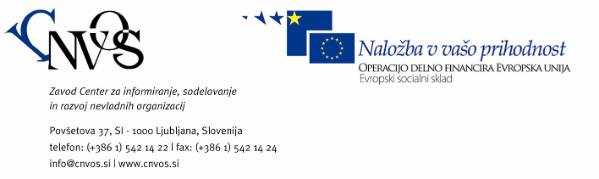 CNVOS
Naložba v vašo prihodnost
OPERACIJO DELNO FINANCIRA EVROPSKA UNIJA
Evropski socialni sklad
Zavod Center za informiranje, sodelovanje
in razvoj nevladnih organizacij
Povšetova 37, SI - 1000 Ljubljana, Slovenija
telefon: (+386 1) 542 14 22 l fax: (+386 1) 542 14 24
info@cnvos.si l www.cnvos.si